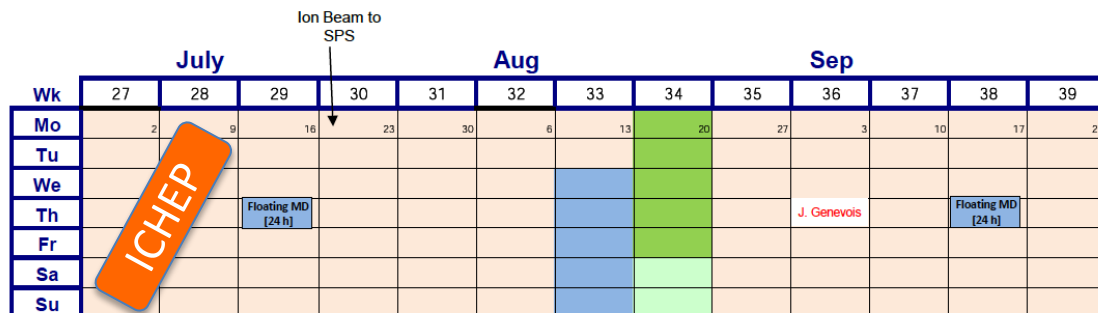 Ion Beam to
SPS
July Aug Sep
Wk 27 28 29 30 31 32 33 34 35 36 37 38 39
Mo 2 9 16 23 30 6 13 20 27 3 10 17 2
Tu
We
Th Floating MD J. Genevois Floating MD
[24 h] [24 h]
Fr
Sa
Su
ICHEP